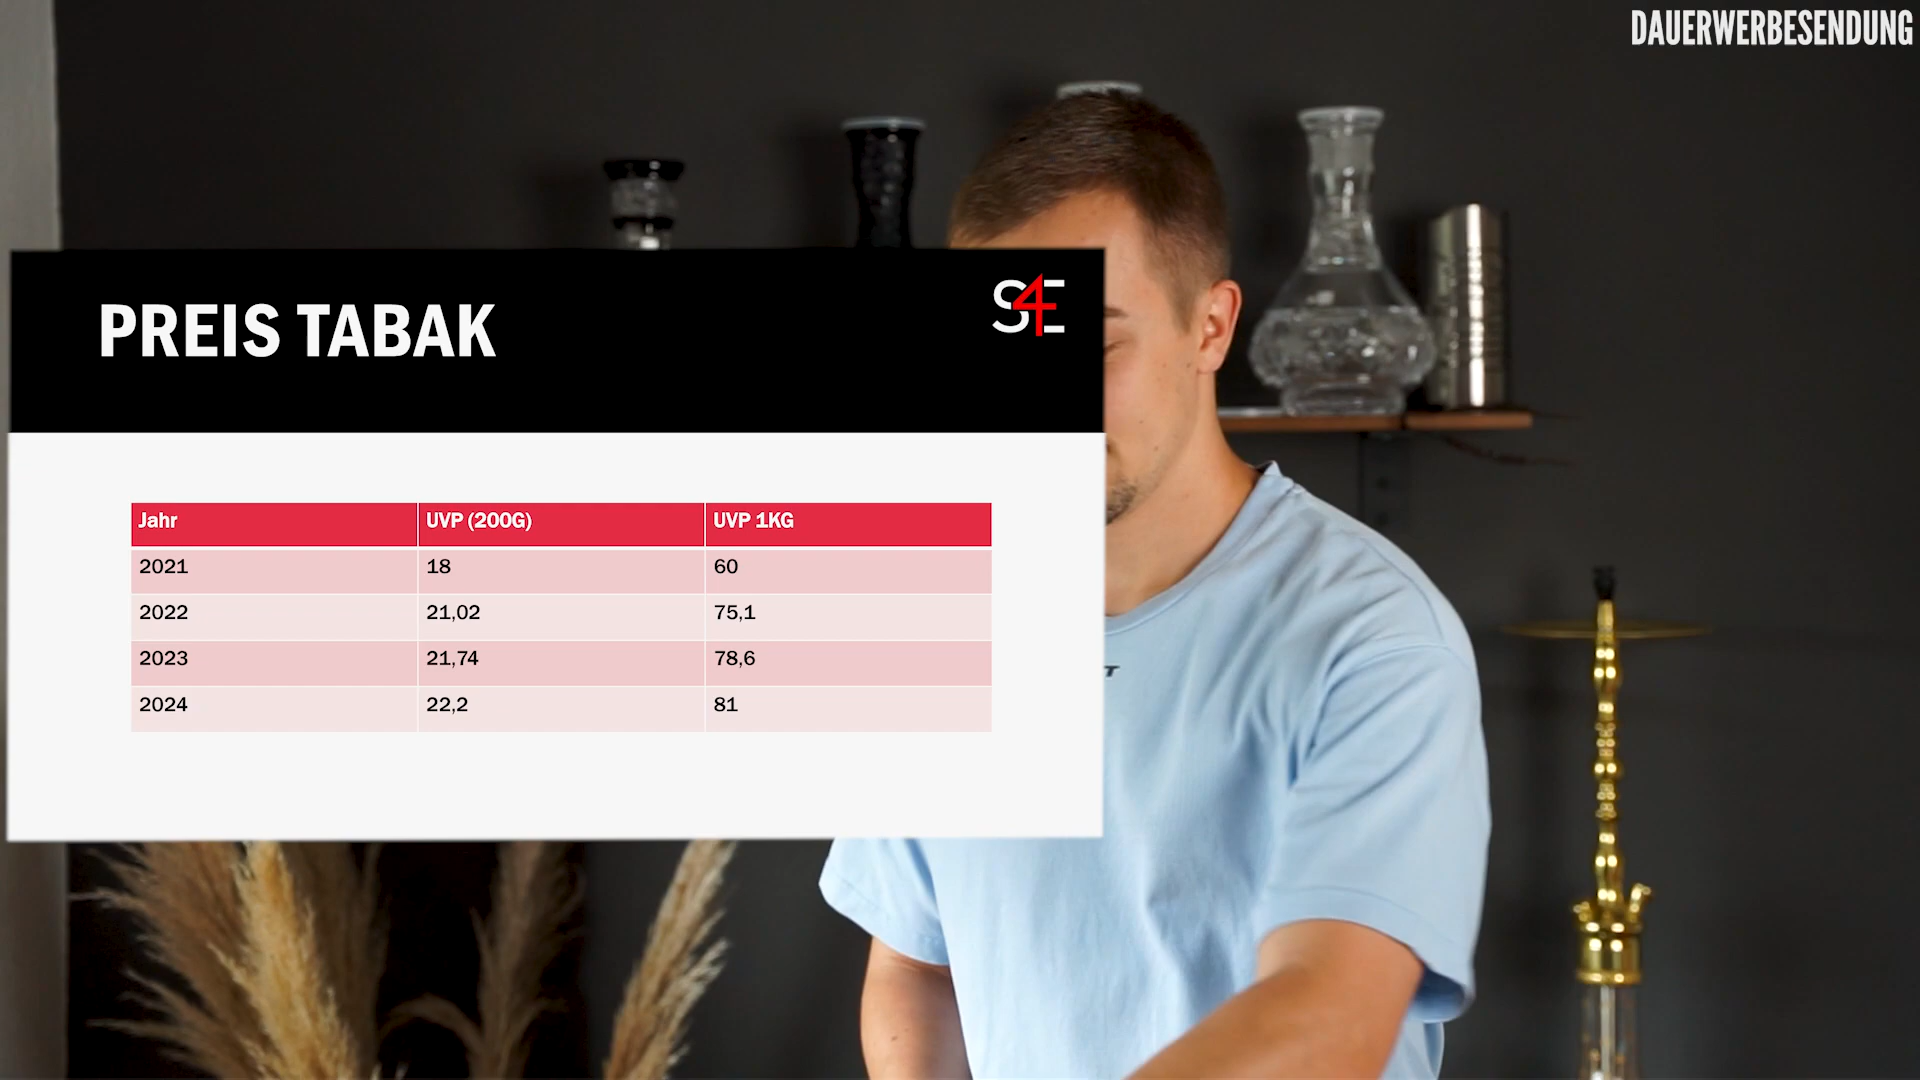 DAUERWERBESENDUNG
PREIS TABAK
S4E
Jahr UVP (200G) UVP 1KG
2021 18 60
2022 21,02 75,1
2023 21,74 78,6
2024 22,2 81